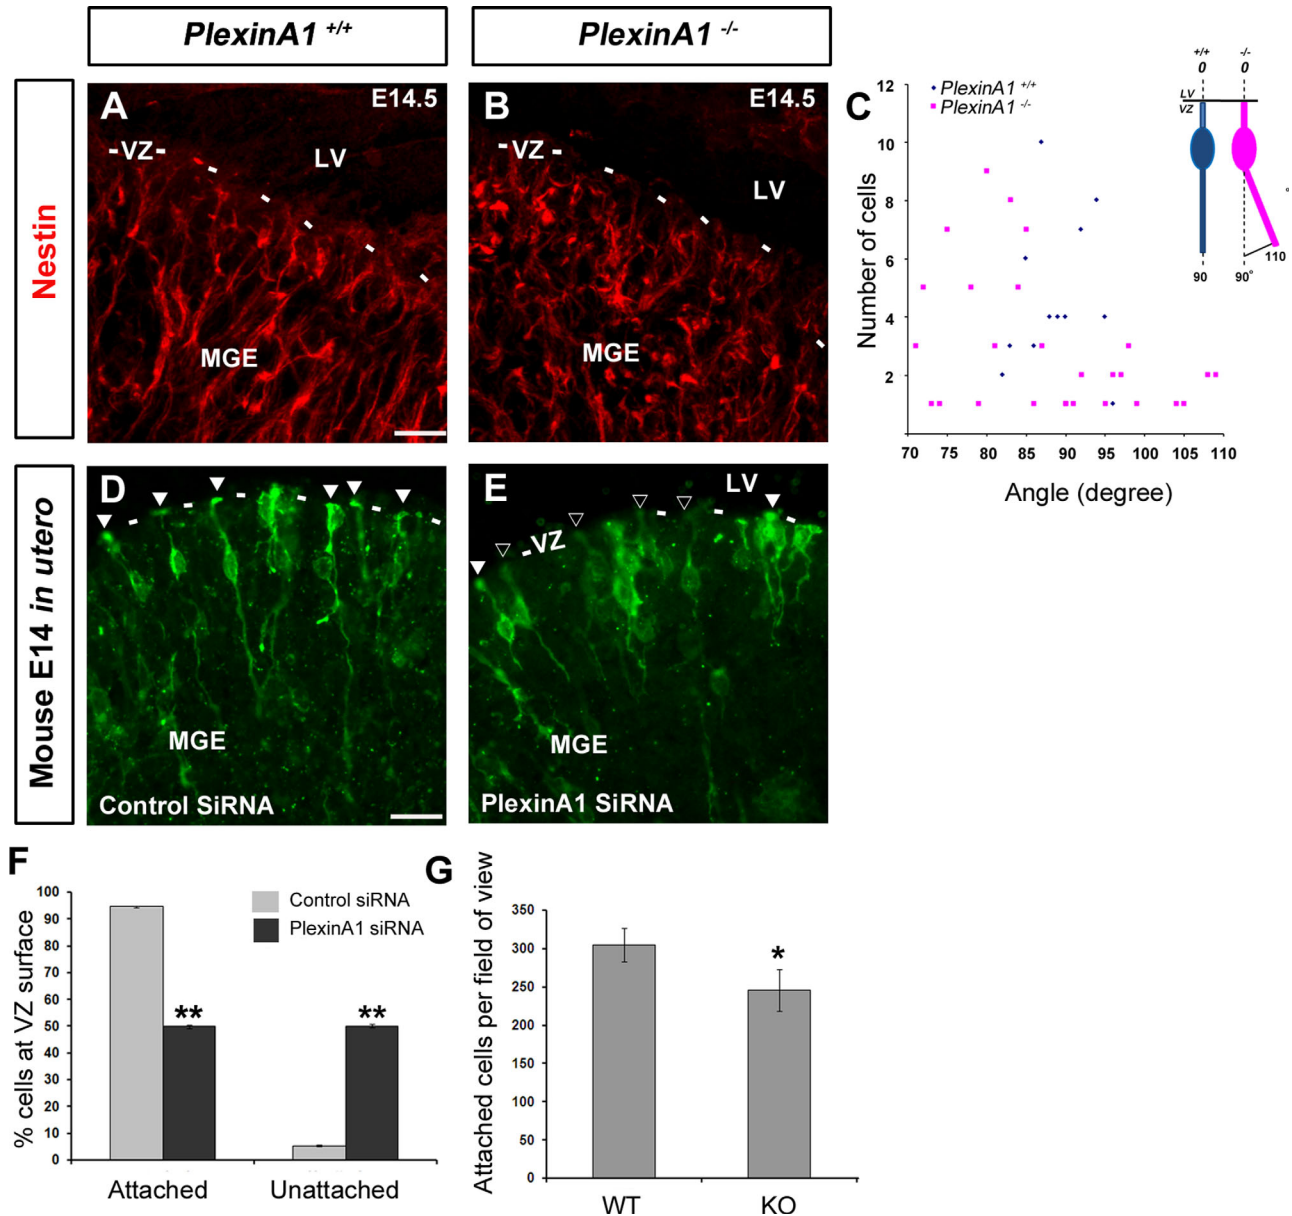 PlexinA1 +/+
PlexinA1 -/-
Nestin
A
E14.5
VZ
LV
MGE
B
E14.5
VZ
LV
MGE
C
PlexinA1 +/+
PlexinA1 -/-
12
10
8
6
4
2
Number of cells
70 75 80 85 90 95 100 105 110
Angle (degree)
+/+ -/-
0 0
LV
VZ
90 90° 110
°
Mouse E14 in utero
D
MGE
Control SiRNA
E
LV
VZ
MGE
PlexinA1 SiRNA
F
% cells at VZ surface
100
90
80
70
60
50
40
30
20
10
0
Control siRNA
PlexinA1 siRNA
** **
Attached Unattached
G
Attached cells per field of view
350
300
250
200
150
100
50
0
*
WT KO